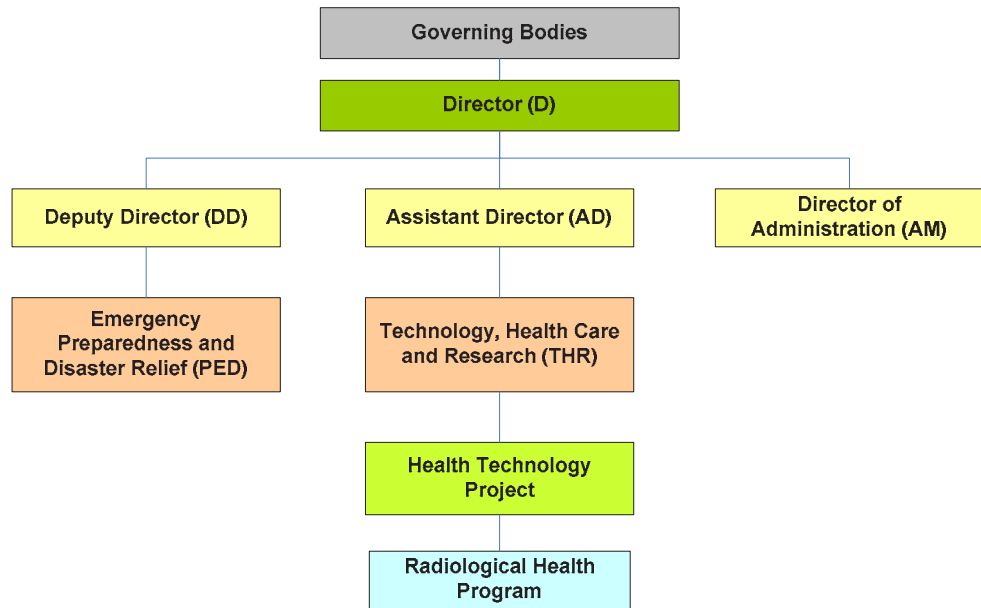 Governing Bodies
Director (D)
Deputy Director (DD)
Assistant Director (AD)
Director of
Administration (AM)
Emergency
Preparedness and
Disaster Relief (PED)
Technology, Health Care
and Research (THR)
Health Technology
Project
Radiological Health
Program